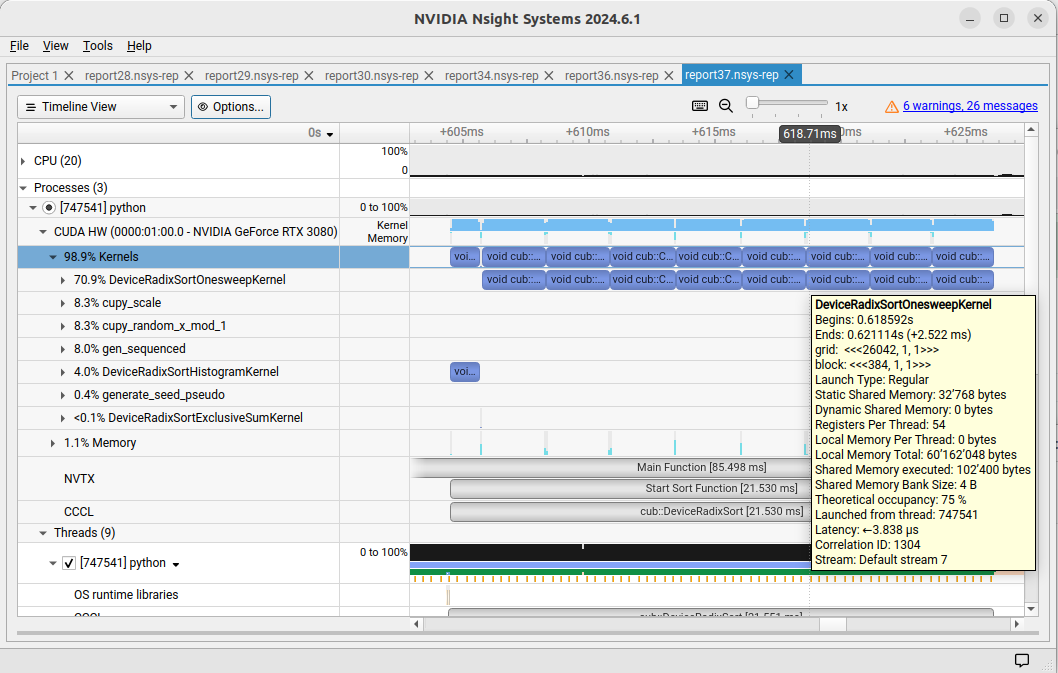 NVIDIA Nsight Systems 2024.6.1
File View Tools Help
Project 1 report28.nsys-rep report29.nsys-rep report30.nsys-rep report34.nsys-rep report36.nsys-rep report37.nsys-rep
Timeline View Options... 1x 6 warnings, 26 messages
0s +605ms +610ms +615ms 618.71ms 0ms +625ms
CPU (20) 100%
0
Processes (3)
[747541] python 0 to 100%
CUDA HW (0000:01:00.0 - NVIDIA GeForce RTX 3080) Kernel
Memory
98.9% Kernels voi... void cub::... void cub::... void cub::C... void cub::C... void cub::... void cub::... void cub::... void cub::...
70.9% DeviceRadixSortOnesweepKernel void cub::... void cub::... void cub::C... void cub::C... void cub::... void cub::... void cub::... void cub::...
8.3% cupy_scale
8.3% cupy_random_x_mod_1
8.0% gen_sequenced
4.0% DeviceRadixSortHistogramKernel voi...
0.4% generate_seed_pseudo
<0.1% DeviceRadixSortExclusiveSumKernel
1.1% Memory
NVTX Main Function [85.498 ms]
Start Sort Function [21.530 ms]
CCCL cub::DeviceRadixSort [21.530 ms]
Threads (9)
[747541] python 0 to 100%
OS runtime libraries
CCCL cub::DeviceRadixSort [21.551 ms]
DeviceRadixSortOnesweepKernel
Begins: 0.618592s
Ends: 0.621114s (+2.522 ms)
grid: <<<26042, 1, 1>>>
block: <<<384, 1, 1>>>
Launch Type: Regular
Static Shared Memory: 32'768 bytes
Dynamic Shared Memory: 0 bytes
Registers Per Thread: 54
Local Memory Per Thread: 0 bytes
Local Memory Total: 60'162'048 bytes
Shared Memory executed: 102'400 bytes
Shared Memory Bank Size: 4 B
Theoretical occupancy: 75 %
Launched from thread: 747541
Latency: ←3.838 μs
Correlation ID: 1304
Stream: Default stream 7